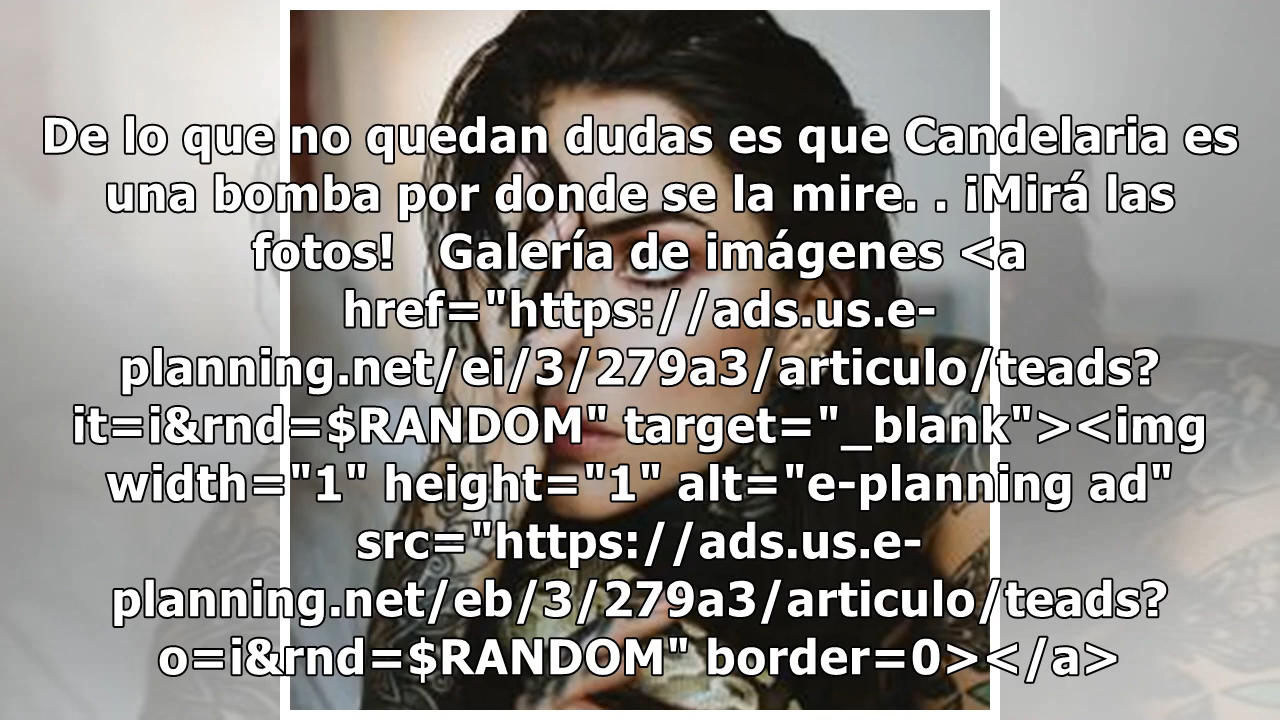 De lo que no quedan dudas es que Candelaria es
una bomba por donde se la mire. . ¡Mirá las
fotos!   Galería de imágenes <a
href="https://ads.us.e-
planning.net/ei/3/279a3/articulo/teads?
it=i&rnd=$RANDOM" target="_blank"><img
width="1" height="1" alt="e-planning ad"
src="https://ads.us.e-
planning.net/eb/3/279a3/articulo/teads?
o=i&rnd=$RANDOM" border=0></a>